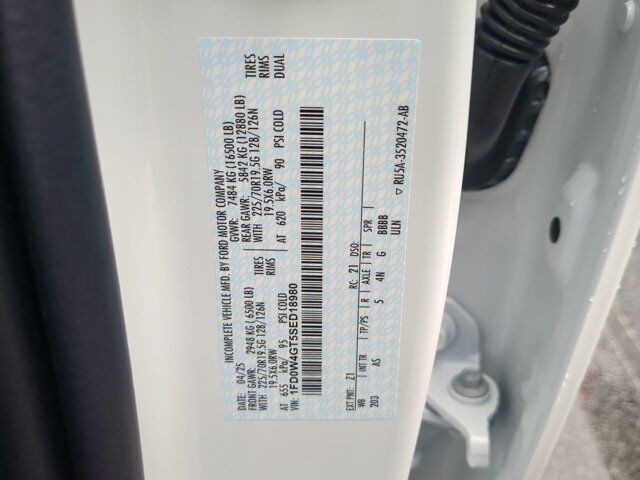 INCOMPLETE VEHICLE MFD. BY FORD MOTOR COMPANY
DATE: 04/25 GVWR: 7484 KG (16500 LB)
FRONT GAWR: 2948 KG (6500 LB) REAR GAWR: 5842 KG (12880 LB)
WITH 225/70R19.5G 128/126N TIRES WITH 225/70R19.5G 128/126N TIRES
19.5X6.0RW RIMS 19.5X6.0RW RIMS
AT 655 kPa/ 95 PSI COLD AT 620 kPa/ 90 PSI COLD DUAL
VIN: 1FD0W4GT5SED18980
EXT PNT: Z1 RC: 21 DSO:
WB INT TR TP/PS R AXLE TR SPR
203 AS 5 4N G BBBB
ULN
▽ RU5A-3520472-AB